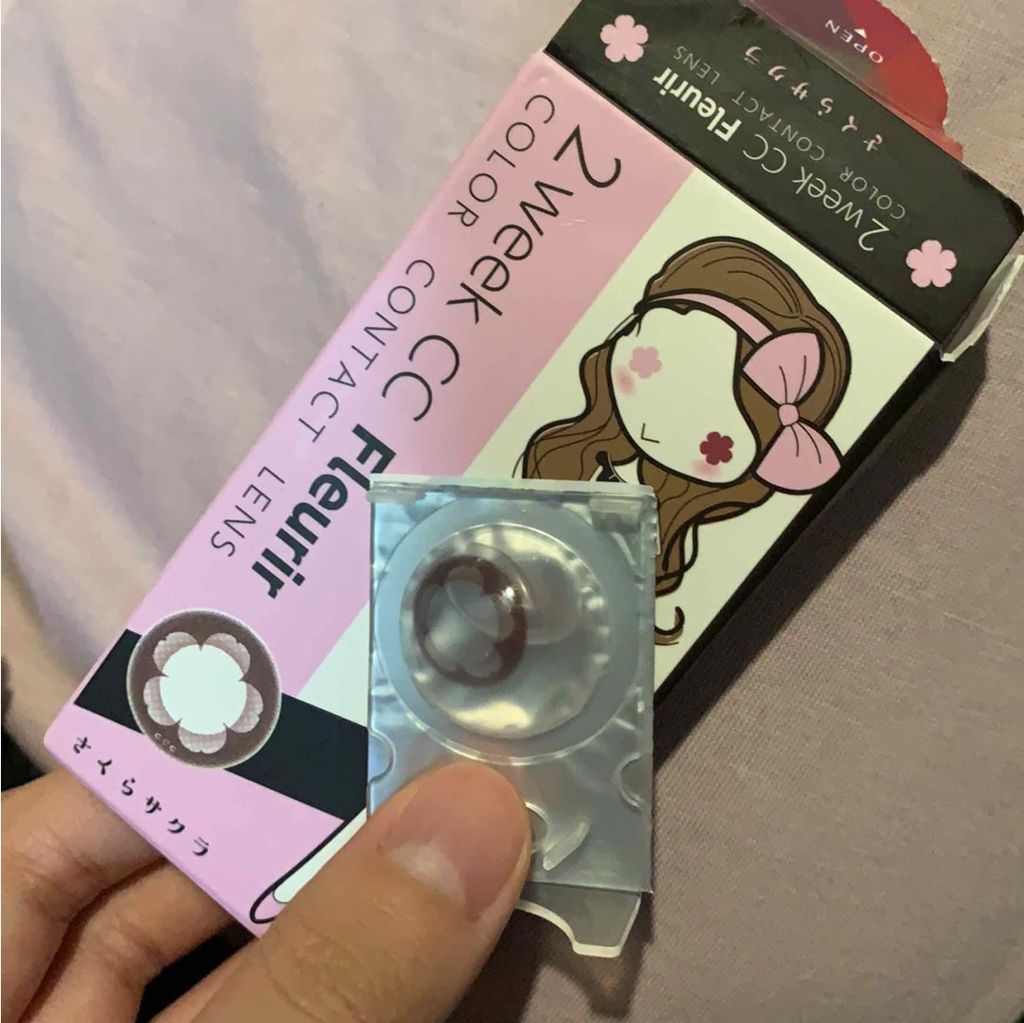 OPEN
さくらサクラ
2week CC Fleurir
COLOR CONTACT LENS
2week CC Fleurir
COLOR CONTACT LENS
さくらサクラ